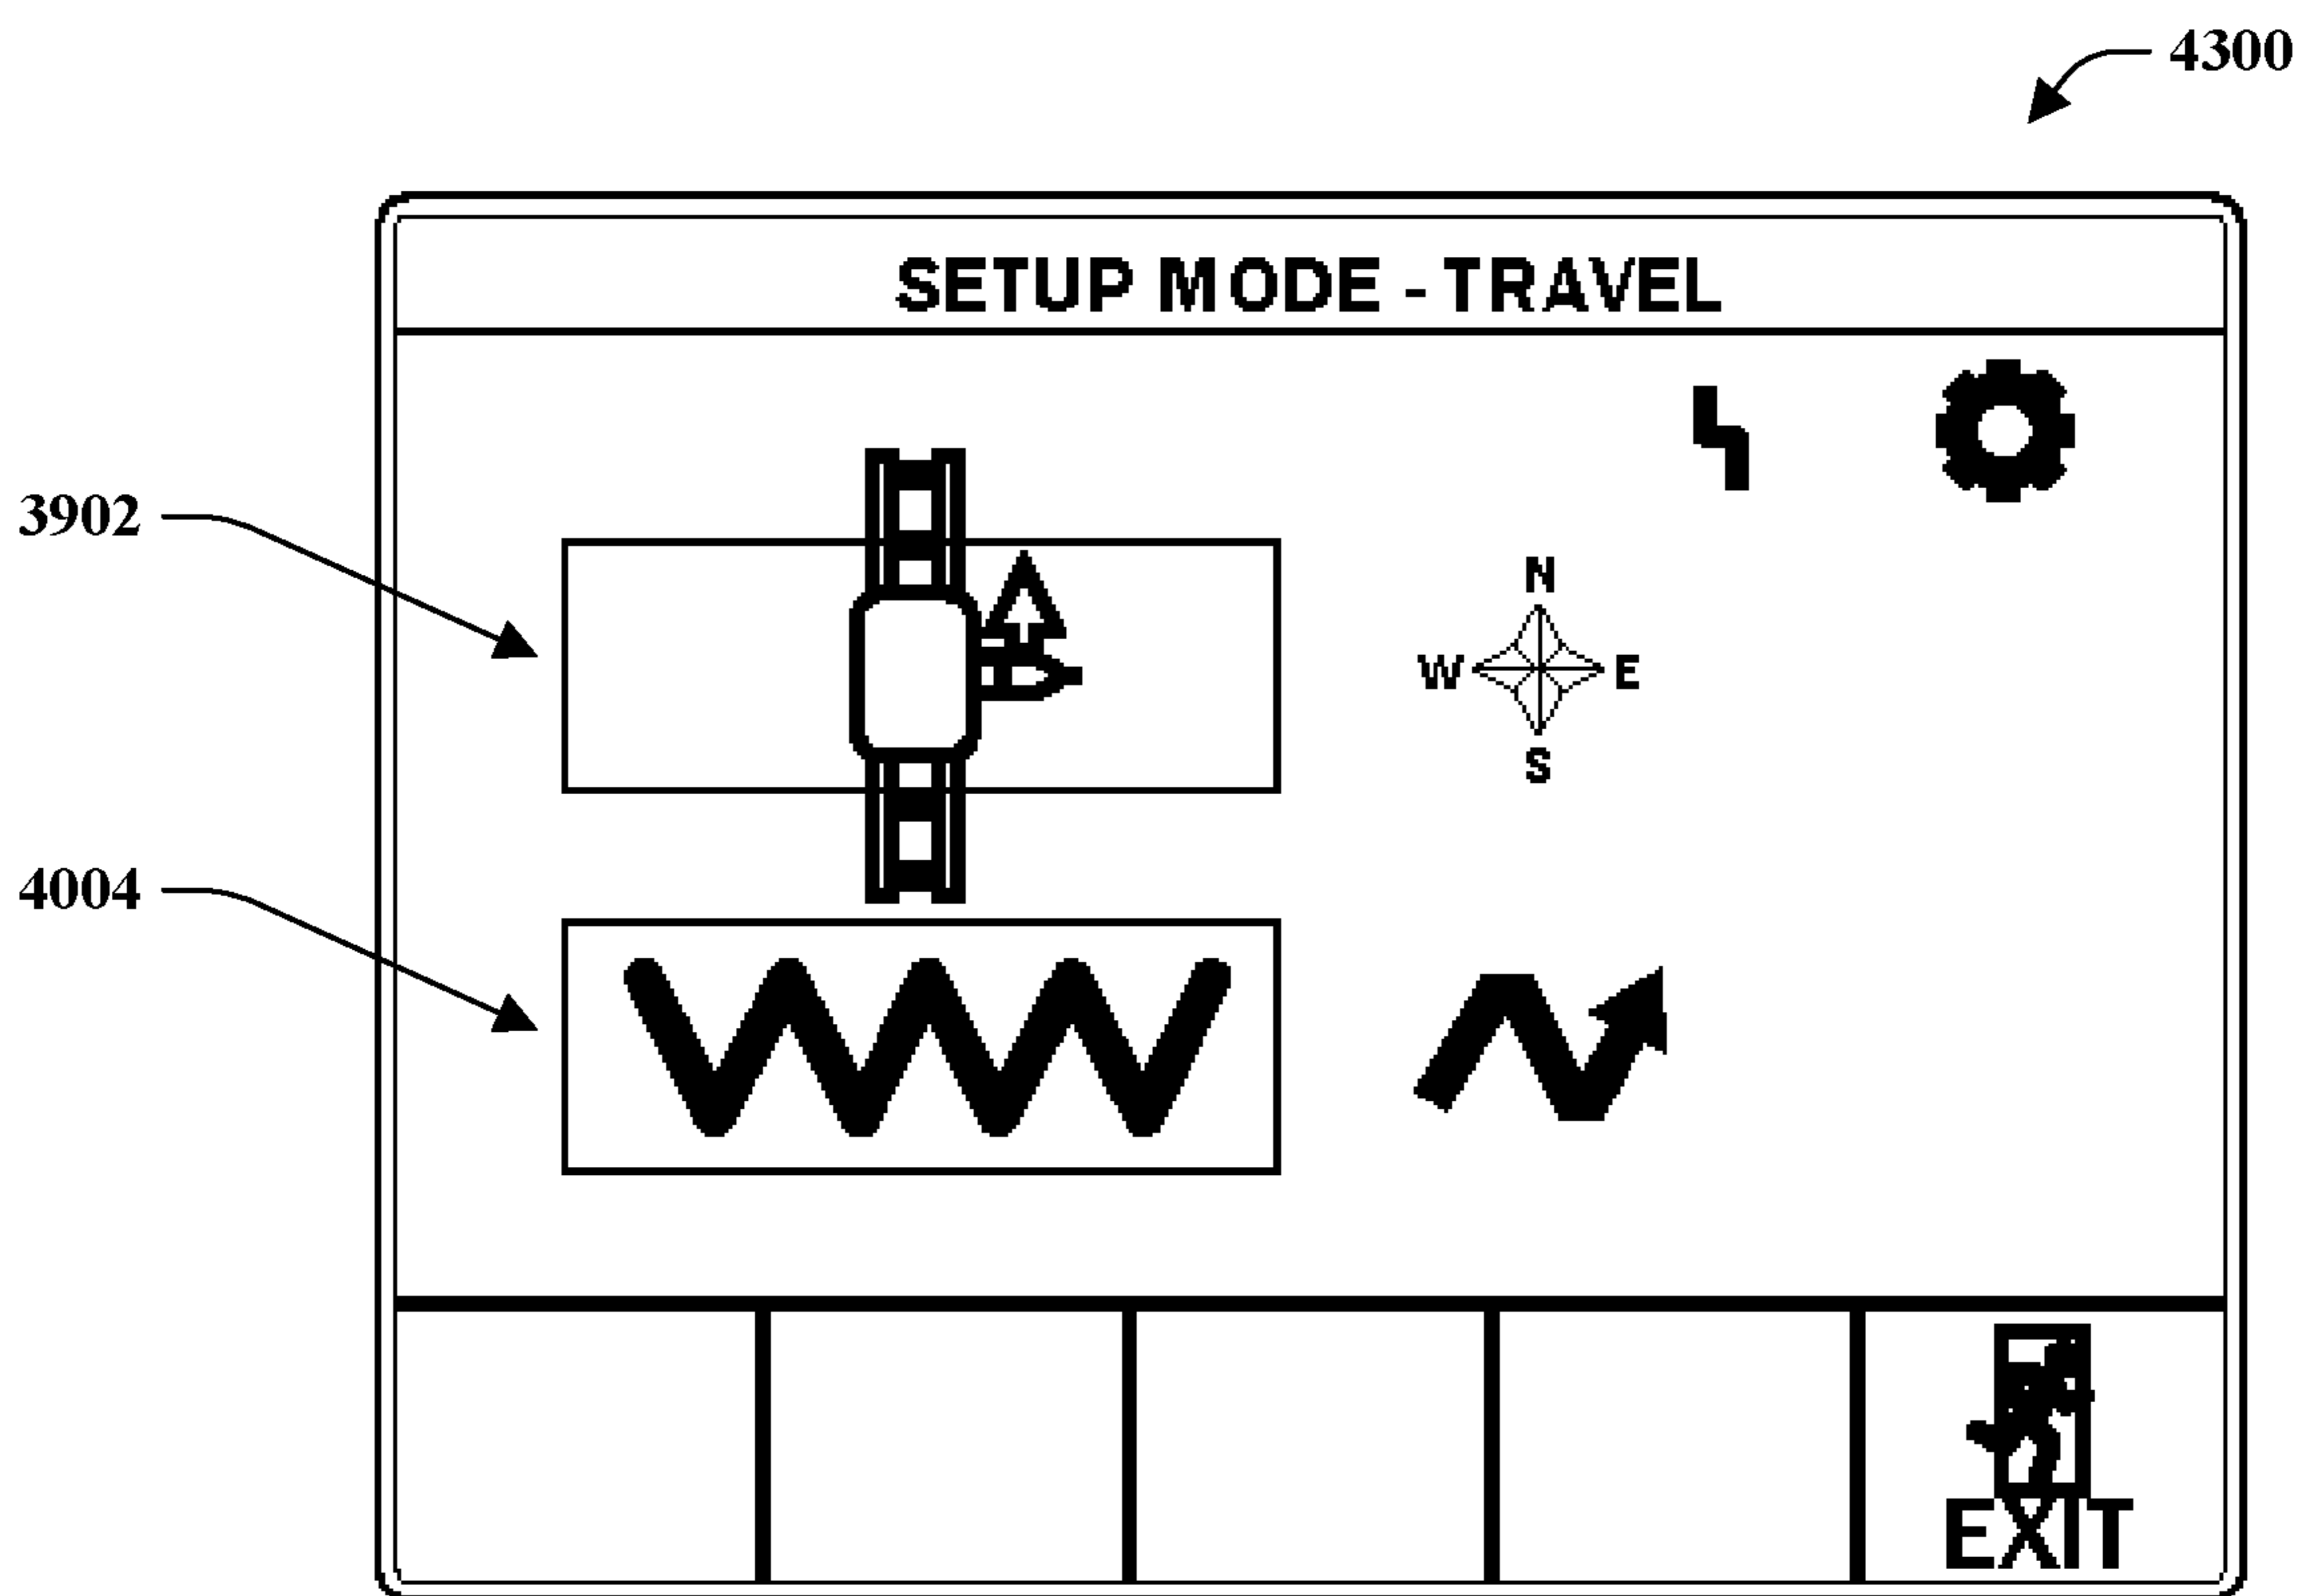 4300
SETUP MODE - TRAVEL
3902
N
W E
S
4004
EXIT